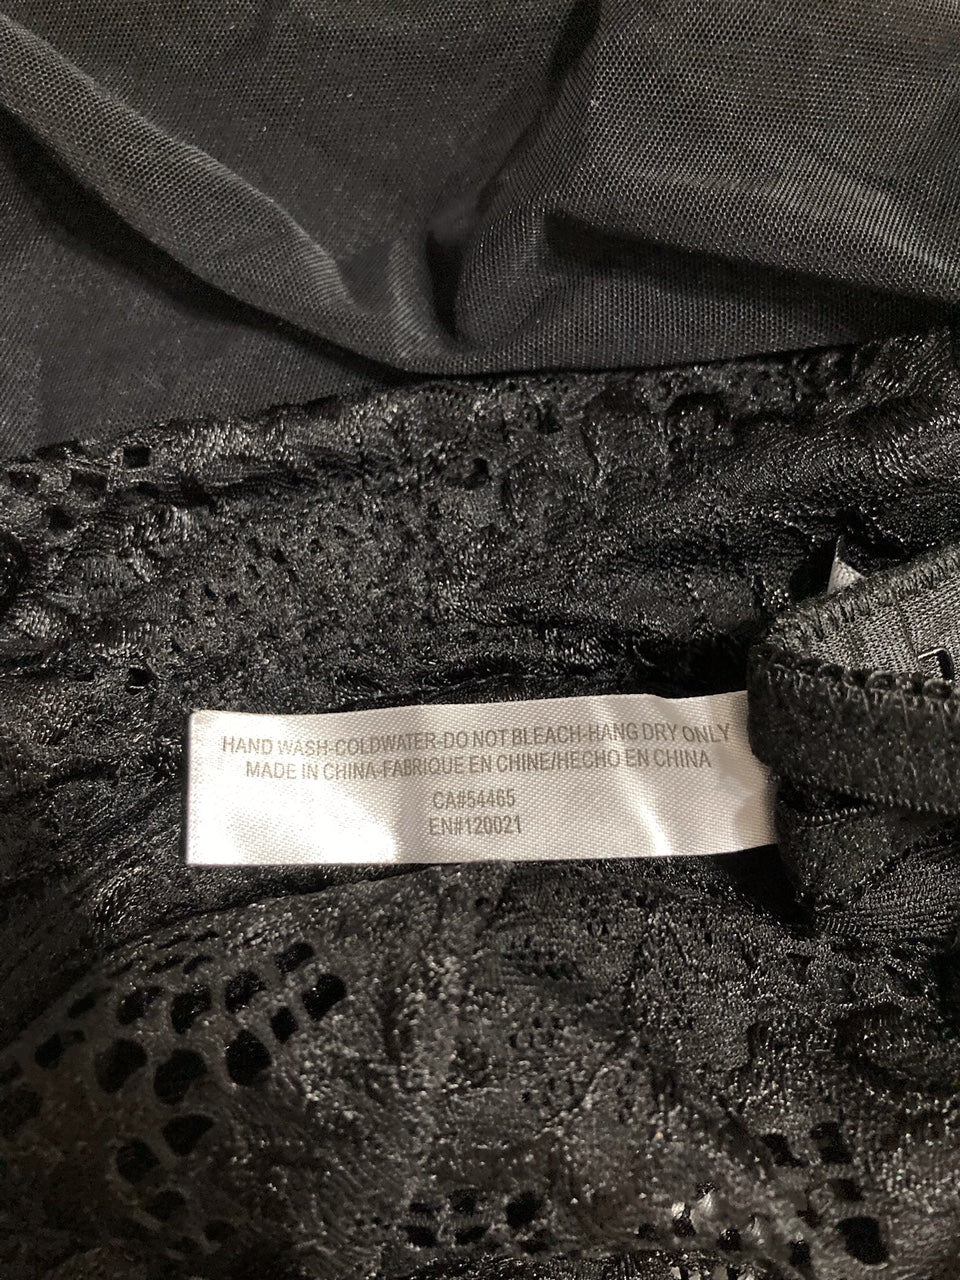 HAND WASH-COLDWATER-DO NOT BLEACH-HANG DRY ONLY
MADE IN CHINA-FABRIQUE EN CHINE/HECHO EN CHINA
CA#54465
EN#120021